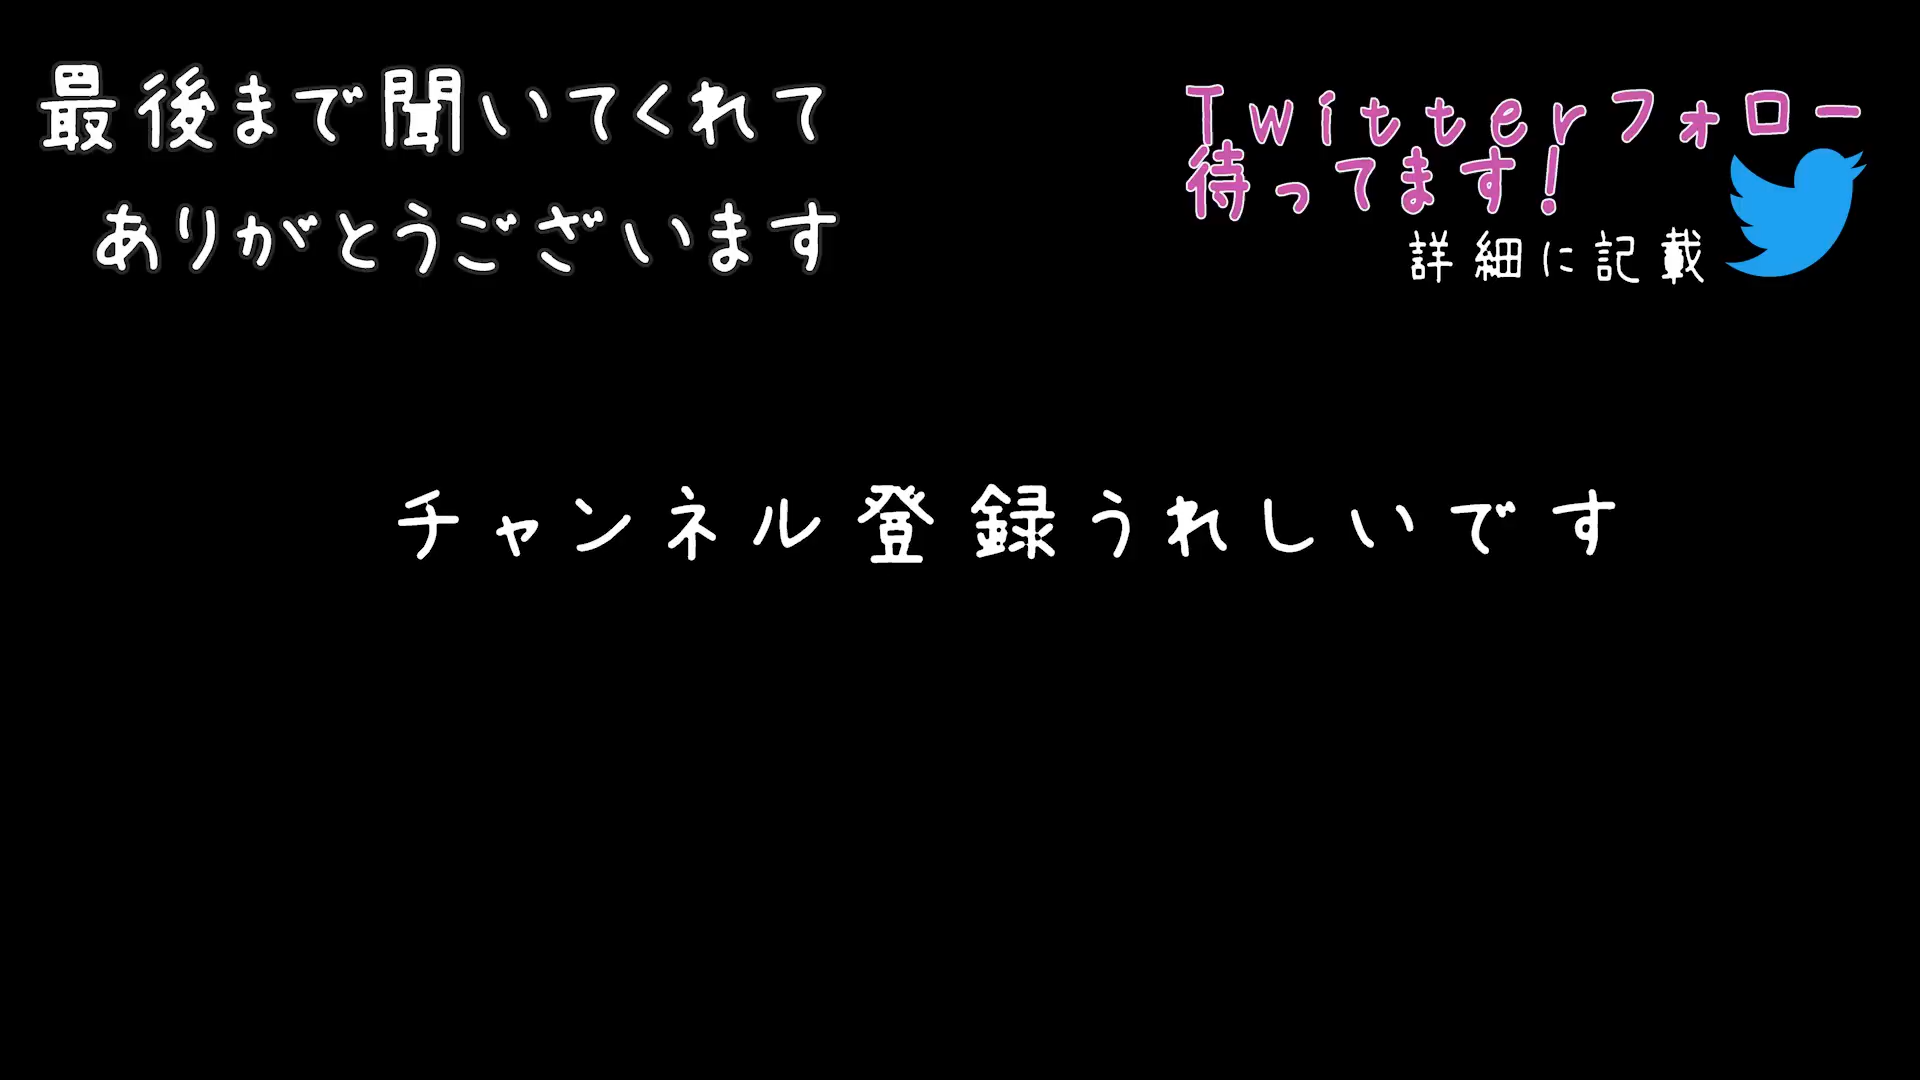 最後まで聞いてくれて
ありがとうございます
Twitterフォロー
待ってます!
詳細に記載
チャンネル登録うれしいです